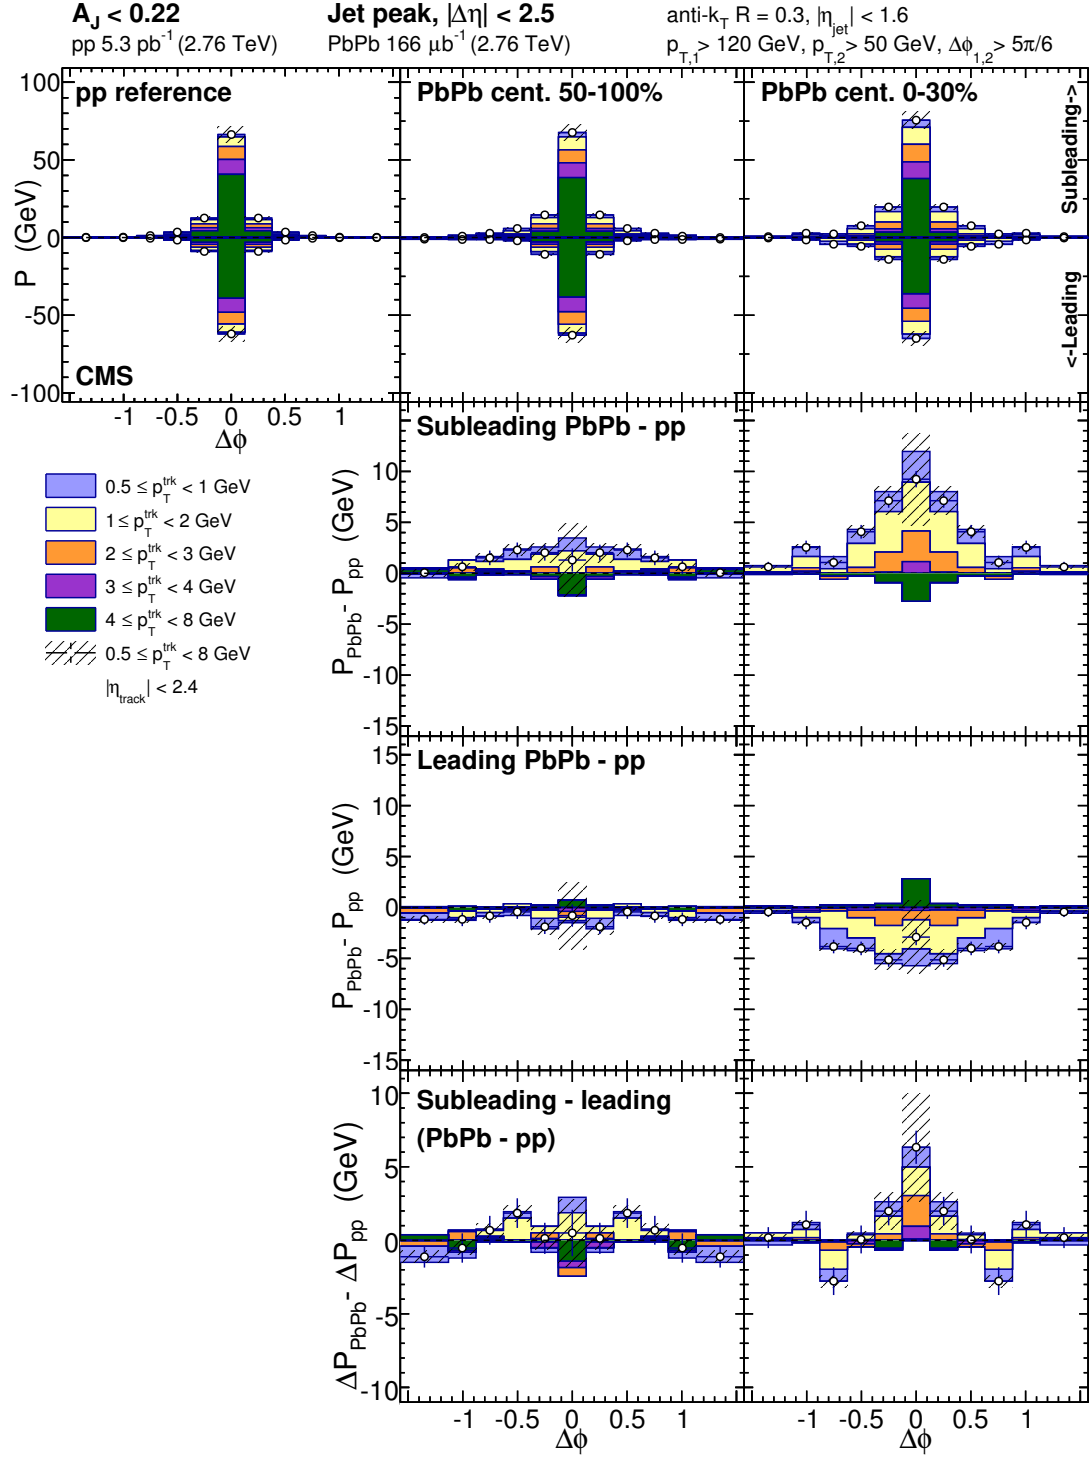 A_J < 0.22
Jet peak, |Δη| < 2.5
anti-k_T R = 0.3, |η_jet| < 1.6
pp 5.3 pb⁻¹ (2.76 TeV)
PbPb 166 μb⁻¹ (2.76 TeV)
p_T,1 > 120 GeV, p_T,2 > 50 GeV, Δϕ_1,2 > 5π/6
pp reference
PbPb cent. 50-100%
PbPb cent. 0-30%
P (GeV)
100
50
0
-50
-100
CMS
Subleading-->
<-Leading
-1 -0.5 0 0.5 1
Δϕ
0.5 ≤ p_T^trk < 1 GeV
1 ≤ p_T^trk < 2 GeV
2 ≤ p_T^trk < 3 GeV
3 ≤ p_T^trk < 4 GeV
4 ≤ p_T^trk < 8 GeV
0.5 ≤ p_T^trk < 8 GeV
|η_track| < 2.4
Subleading PbPb - pp
P_PbPb - P_pp (GeV)
10
5
0
-5
-10
-15
Leading PbPb - pp
P_PbPb - P_pp (GeV)
15
10
5
0
-5
-10
-15
Subleading - leading
(PbPb - pp)
ΔP_PbPb - ΔP_pp (GeV)
10
5
0
-5
-10
-1 -0.5 0 0.5 1
Δϕ
-1 -0.5 0 0.5 1
Δϕ